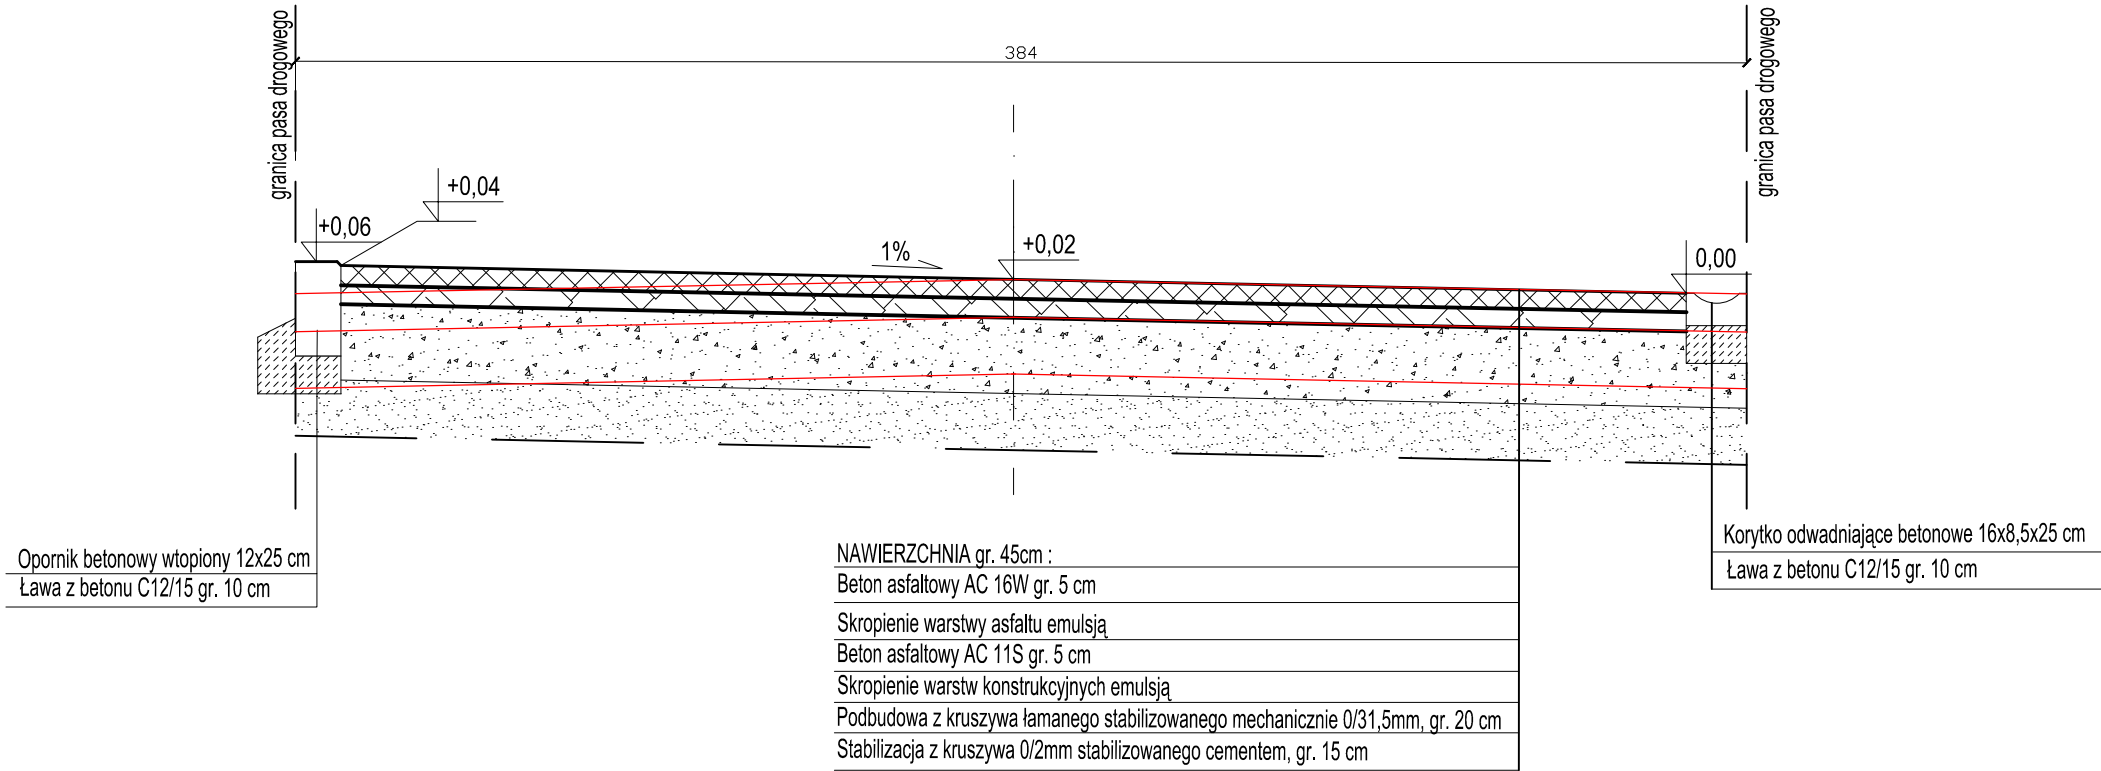 granica pasa drogowego
384
granica pasa drogowego
+0,04
+0,06
1%
+0,02
0,00
Opornik betonowy wtopiony 12x25 cm
Ława z betonu C12/15 gr. 10 cm
NAWIERZCHNIA gr. 45cm :
Beton asfaltowy AC 16W gr. 5 cm
Skropienie warstwy asfaltu emulsją
Beton asfaltowy AC 11S gr. 5 cm
Skropienie warstw konstrukcyjnych emulsją
Podbudowa z kruszywa łamanego stabilizowanego mechanicznie 0/31,5mm, gr. 20 cm
Stabilizacja z kruszywa 0/2mm stabilizowanego cementem, gr. 15 cm
Korytko odwadniające betonowe 16x8,5x25 cm
Ława z betonu C12/15 gr. 10 cm